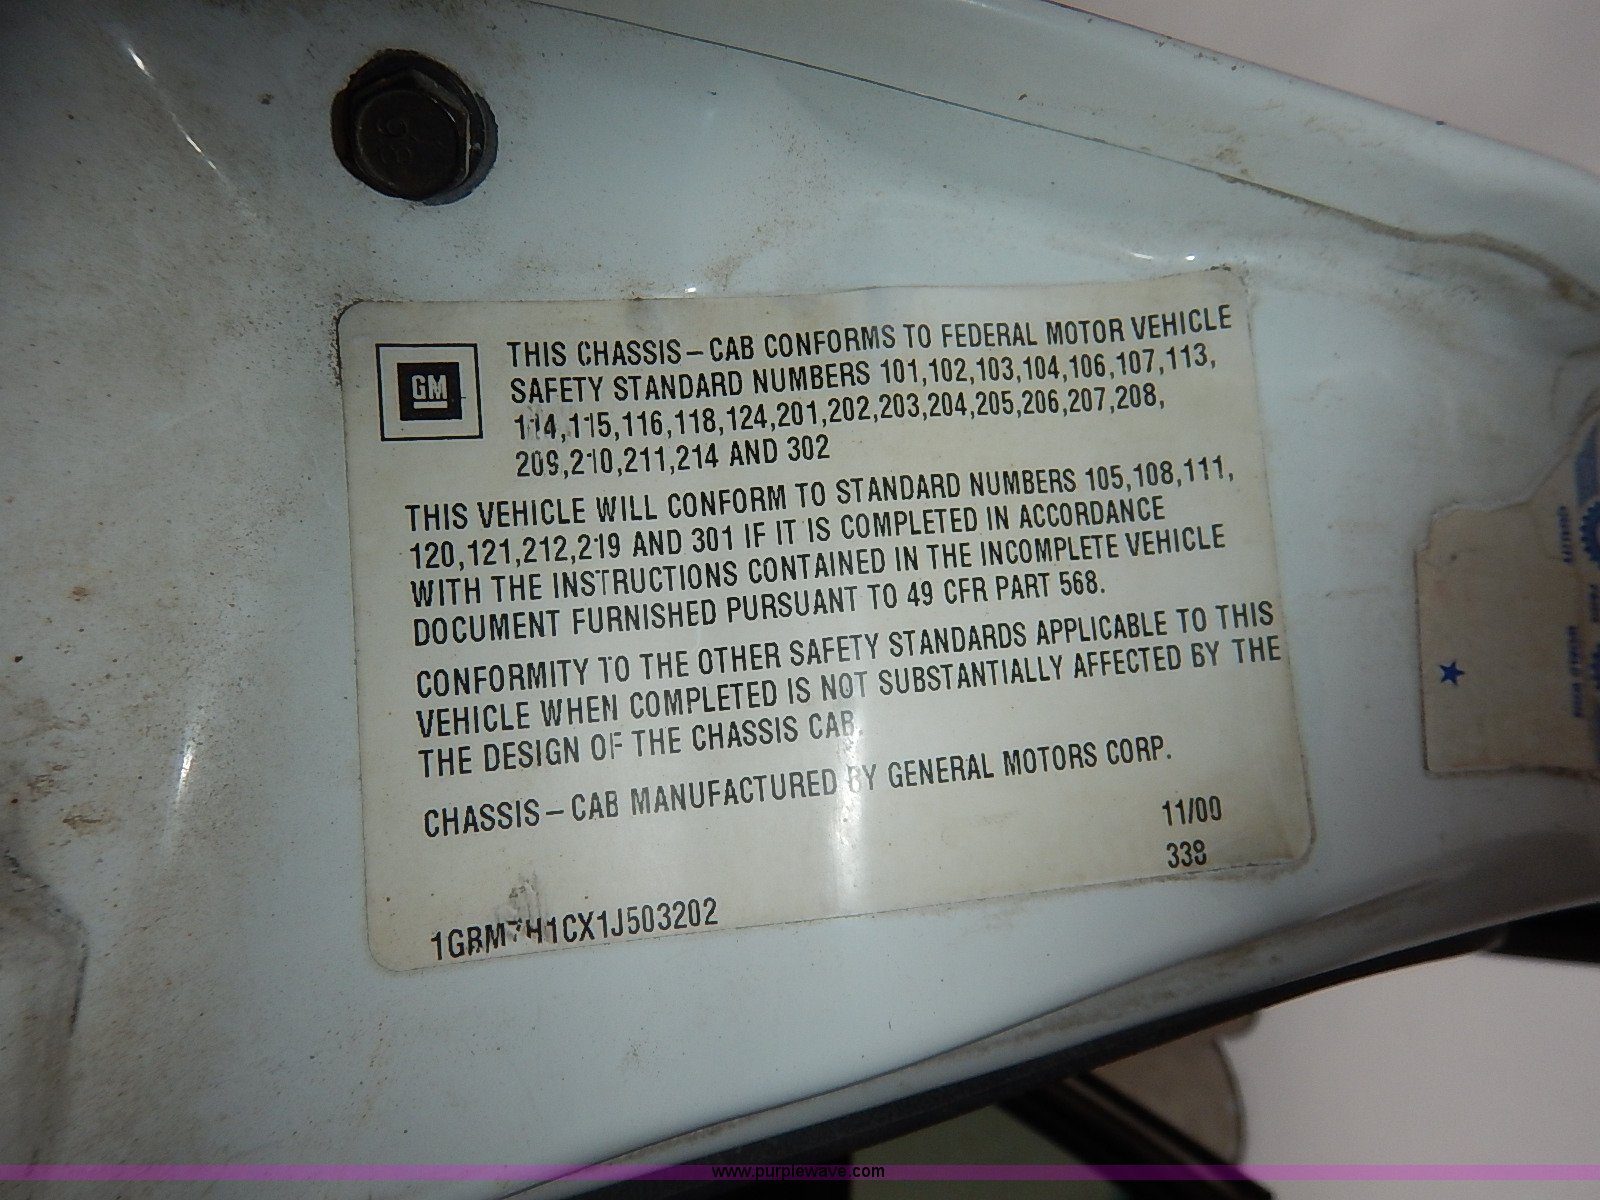 GM
THIS CHASSIS-CAB CONFORMS TO FEDERAL MOTOR VEHICLE
SAFETY STANDARD NUMBERS 101,102,103,104,106,107,113,
114,115,116,118,124,201,202,203,204,205,206,207,208,
209,210,211,214 AND 302
THIS VEHICLE WILL CONFORM TO STANDARD NUMBERS 105,108,111,
120,121,212,219 AND 301 IF IT IS COMPLETED IN ACCORDANCE
WITH THE INSTRUCTIONS CONTAINED IN THE INCOMPLETE VEHICLE
DOCUMENT FURNISHED PURSUANT TO 49 CFR PART 568.
CONFORMITY TO THE OTHER SAFETY STANDARDS APPLICABLE TO THIS
VEHICLE WHEN COMPLETED IS NOT SUBSTANTIALLY AFFECTED BY THE
THE DESIGN OF THE CHASSIS CAB.
CHASSIS-CAB MANUFACTURED BY GENERAL MOTORS CORP.
11/00
338
www.purplewave.com